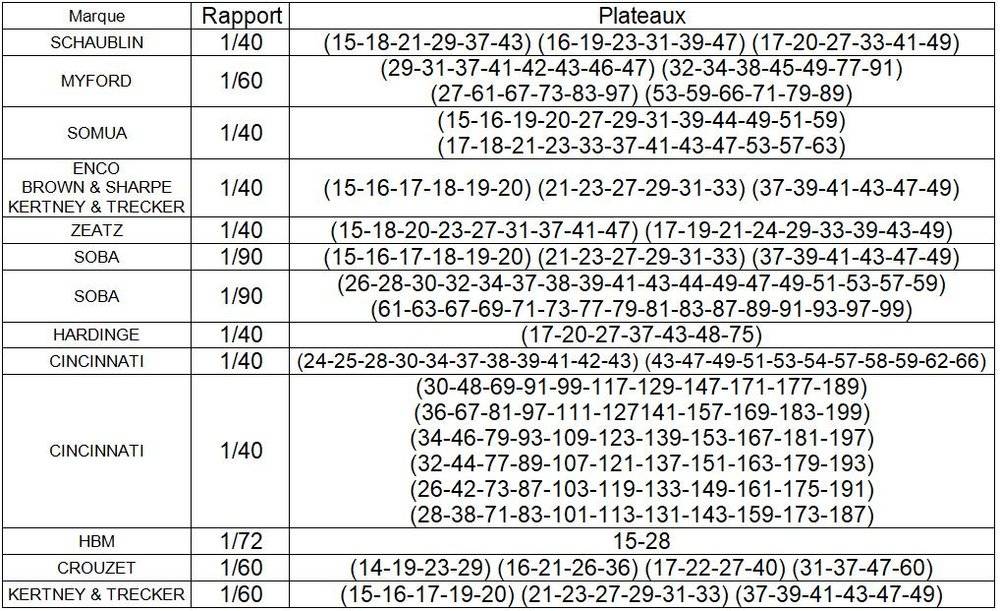 Marque Rapport Plateaux
SCHAUBLIN 1/40 (15-18-21-29-37-43) (16-19-23-31-39-47) (17-20-27-33-41-49)
MYFORD 1/60 (29-31-37-41-42-43-46-47) (32-34-38-45-49-77-91)
(27-61-67-73-83-97) (53-59-66-71-79-89)
SOMUA 1/40 (15-16-19-20-27-29-31-39-44-49-51-59)
(17-18-21-23-33-37-41-43-47-53-57-63)
ENCO
BROWN & SHARPE
KERTNEY & TRECKER 1/40 (15-16-17-18-19-20) (21-23-27-29-31-33) (37-39-41-43-47-49)
ZEATZ 1/40 (15-18-20-23-27-31-37-41-47) (17-19-21-24-29-33-39-43-49)
SOBA 1/90 (15-16-17-18-19-20) (21-23-27-29-31-33) (37-39-41-43-47-49)
SOBA 1/90 (26-28-30-32-34-37-38-39-41-43-44-49-47-49-51-53-57-59)
(61-63-67-69-71-73-77-79-81-83-87-89-91-93-97-99)
HARDINGE 1/40 (17-20-27-37-43-48-75)
CINCINNATI 1/40 (24-25-28-30-34-37-38-39-41-42-43) (43-47-49-51-53-54-57-58-59-62-66)
CINCINNATI 1/40 (30-48-69-91-99-117-129-147-171-177-189)
(36-67-81-97-111-127141-157-169-183-199)
(34-46-79-93-109-123-139-153-167-181-197)
(32-44-77-89-107-121-137-151-163-179-193)
(26-42-73-87-103-119-133-149-161-175-191)
(28-38-71-83-101-113-131-143-159-173-187)
HBM 1/72 15-28
CROUZET 1/60 (14-19-23-29) (16-21-26-36) (17-22-27-40) (31-37-47-60)
KERTNEY & TRECKER 1/60 (15-16-17-19-20) (21-23-27-29-31-33) (37-39-41-43-47-49)